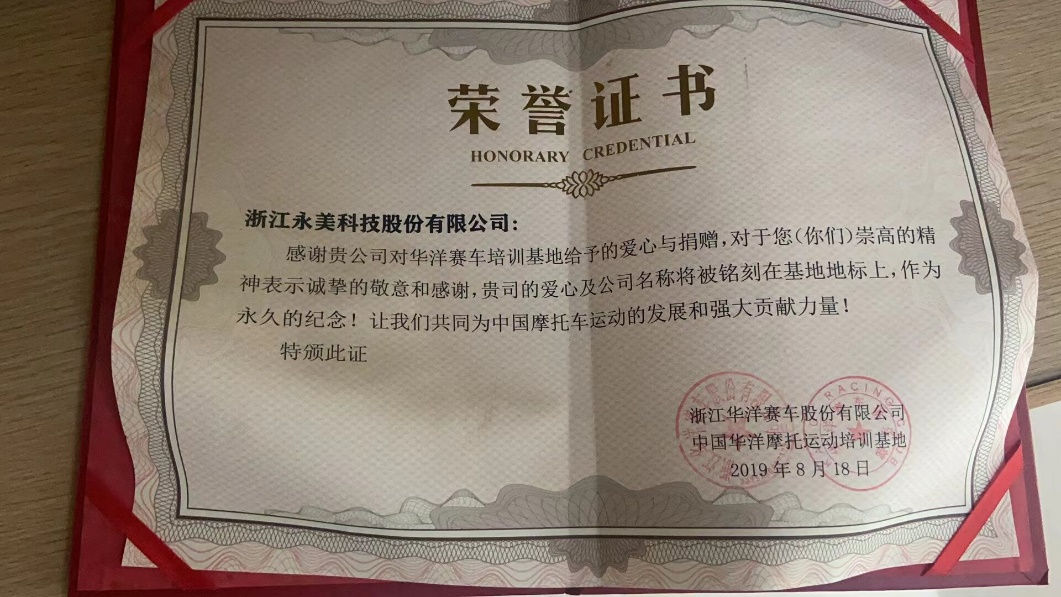 荣誉证书
HONORARY CREDENTIAL
浙江永美科技股份有限公司:
感谢贵公司对华洋赛车培训基地给予的爱心与捐赠,对于您(你们)崇高的精
神表示诚挚的敬意和感谢,贵司的爱心及公司名称将被铭刻在基地地标上,作为
永久的纪念!让我们共同为中国摩托车运动的发展和强大贡献力量!
特颁此证
浙江华洋赛车股份有限公司
中国华洋摩托运动培训基地
2019年8月18日
RACING